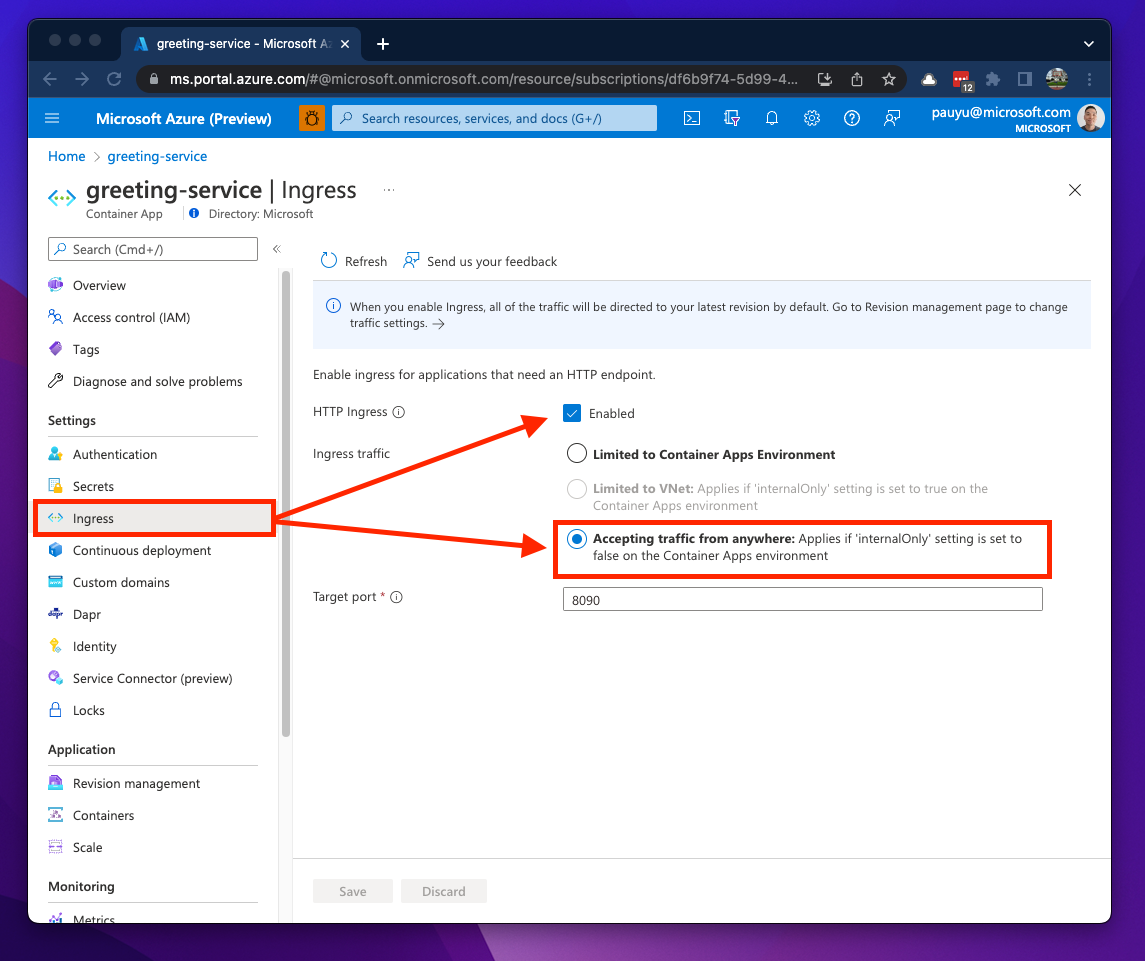 greeting-service - Microsoft Az
ms.portal.azure.com/#@microsoft.onmicrosoft.com/resource/subscriptions/df6b9f74-5d99-4...
12
Microsoft Azure (Preview)
Search resources, services, and docs (G+/)
pauyu@microsoft.com
MICROSOFT
Home > greeting-service
greeting-service | Ingress ...
Container App
Directory: Microsoft
Search (Cmd+/)
«
Overview
Access control (IAM)
Tags
Diagnose and solve problems
Settings
Authentication
Secrets
Ingress
Continuous deployment
Custom domains
dapr
Dapr
Identity
Service Connector (preview)
Locks
Application
Revision management
Containers
Scale
Monitoring
Metrics
Refresh
Send us your feedback
When you enable Ingress, all of the traffic will be directed to your latest revision by default. Go to Revision management page to change
traffic settings. →
Enable ingress for applications that need an HTTP endpoint.
HTTP Ingress
Enabled
Ingress traffic
Limited to Container Apps Environment
Limited to VNet: Applies if 'internalOnly' setting is set to true on the
Container Apps environment
Accepting traffic from anywhere: Applies if 'internalOnly' setting is set to
false on the Container Apps environment
Target port *
8090
Save
Discard